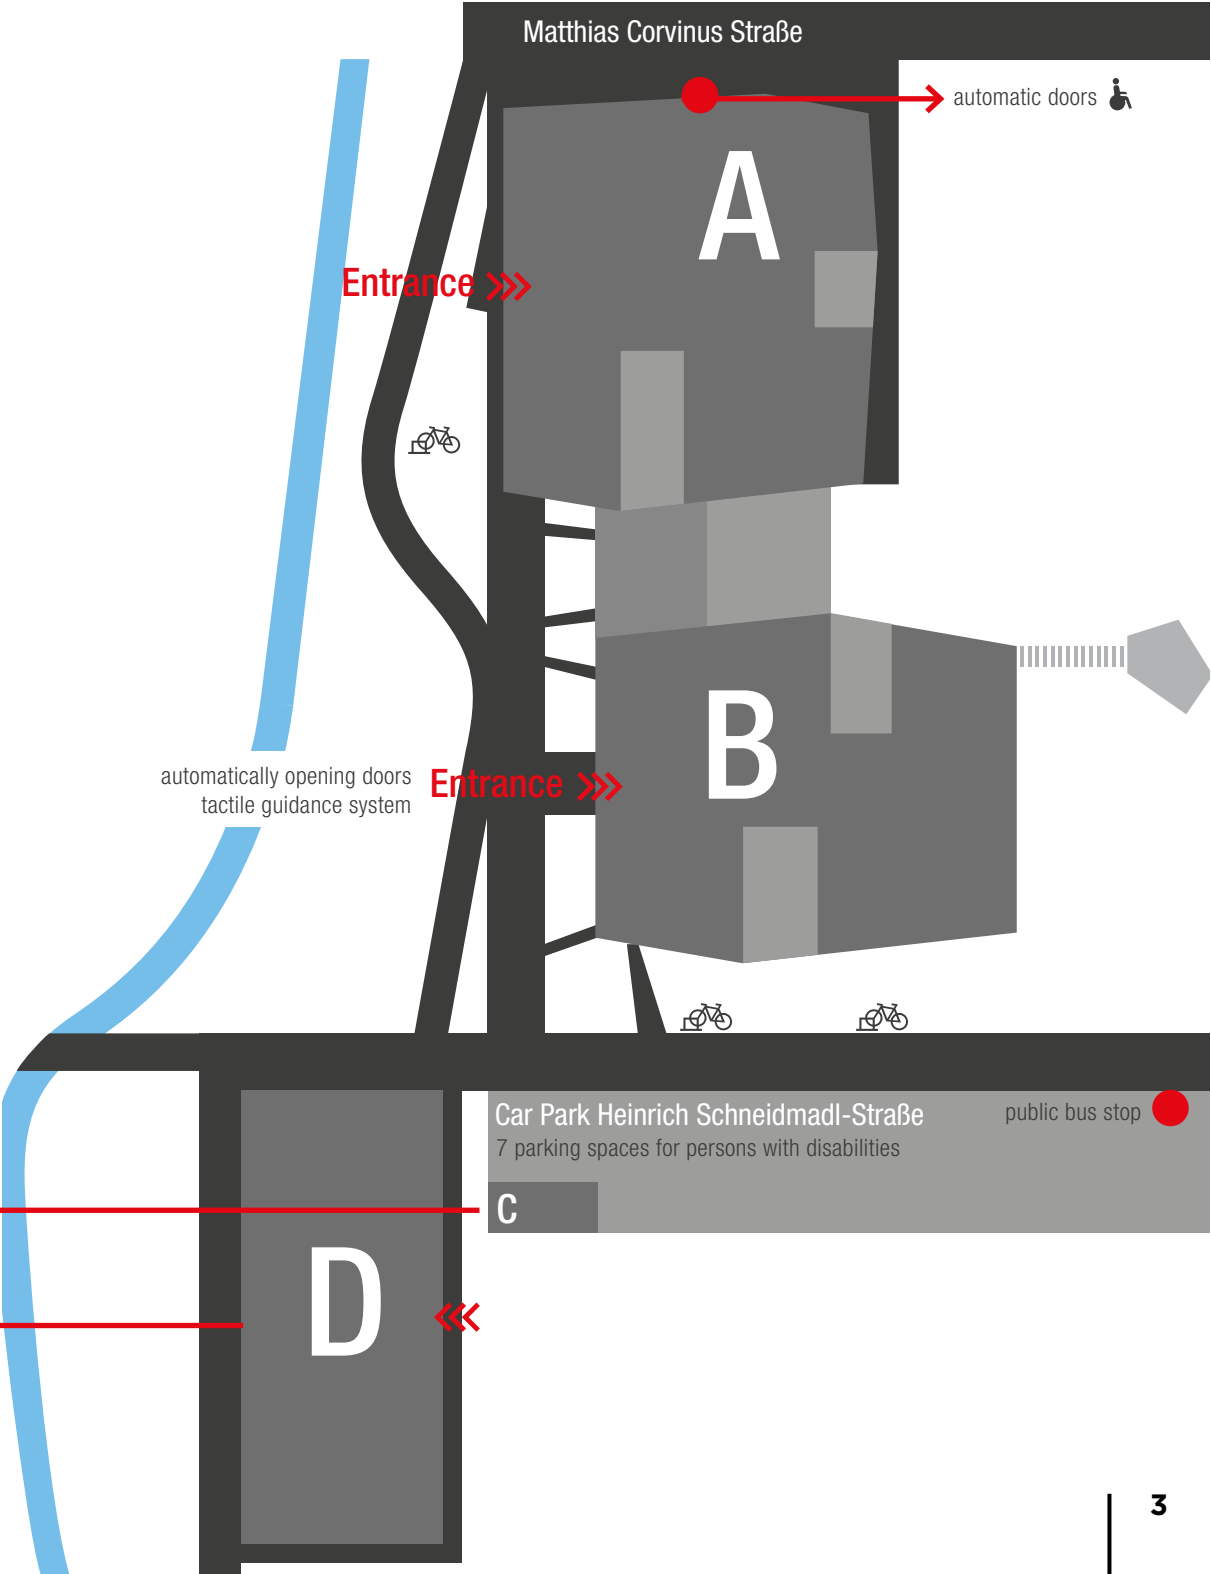 Matthias Corvinus Straße
automatic doors
A
Entrance
B
automatically opening doors
tactile guidance system
Entrance
Car Park Heinrich Schneidmadl-Straße
7 parking spaces for persons with disabilities
public bus stop
C
D
3